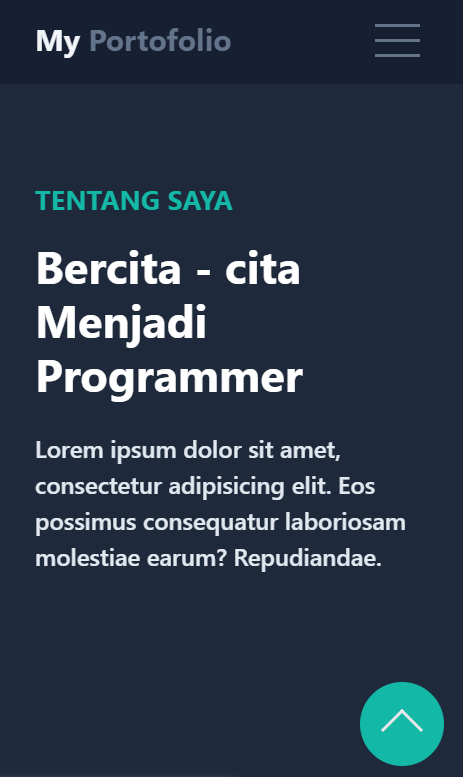 My Portofolio
TENTANG SAYA
Bercita - cita
Menjadi
Programmer
Lorem ipsum dolor sit amet,
consectetur adipisicing elit. Eos
possimus consequatur laboriosam
molestiae earum? Repudiandae.